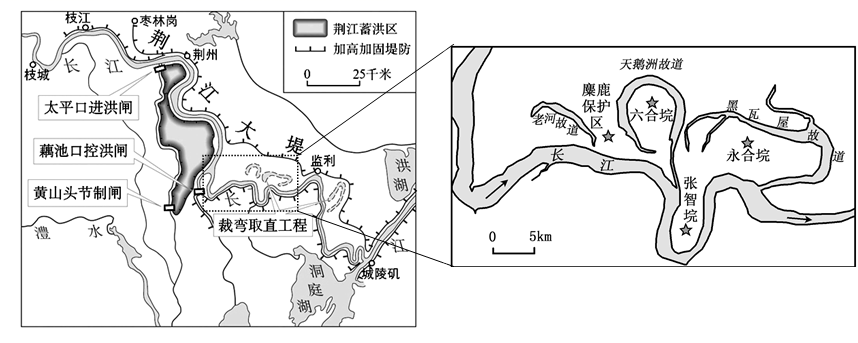 枝江
枣林岗
荆州
枝城
长
江
荆
江
大
堤
荆江蓄洪区
加高加固堤防
0 25千米
太平口进洪闸
藕池口控洪闸
黄山头节制闸
监利
洪湖
长
江
裁弯取直工程
澧 水
城陵矶
洞庭湖
天鹅洲故道
麋鹿保护区
老河故道
六合垸
黑瓦屋故道
永合垸
长 江
张智垸
0 5km